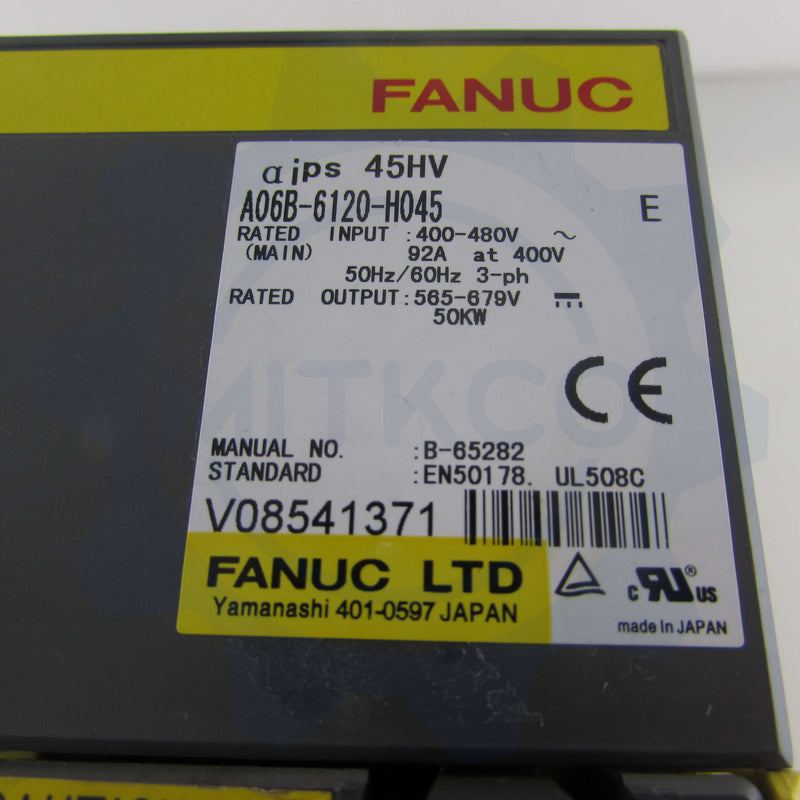 FANUC
αips 45HV
A06B-6120-H045 E
RATED INPUT :400-480V ~
(MAIN) 92A at 400V
50Hz/60Hz 3-ph
RATED OUTPUT:565-679V ⎓
50KW
MITKCO
CE
MANUAL NO. :B-65282
STANDARD :EN50178. UL508C
V08541371
FANUC LTD
Yamanashi 401-0597 JAPAN
c RU ® US
made in JAPAN